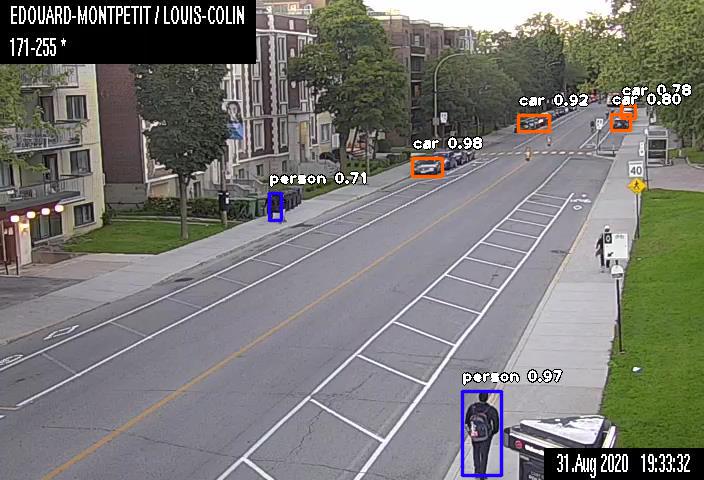 EDOUARD-MONTPETIT / LOUIS-COLIN
171-255 *
car 0.78
car 0.92
car 0.80
car 0.98
40
person 0.71
person 0.97
31.Aug 2020 19:33:32